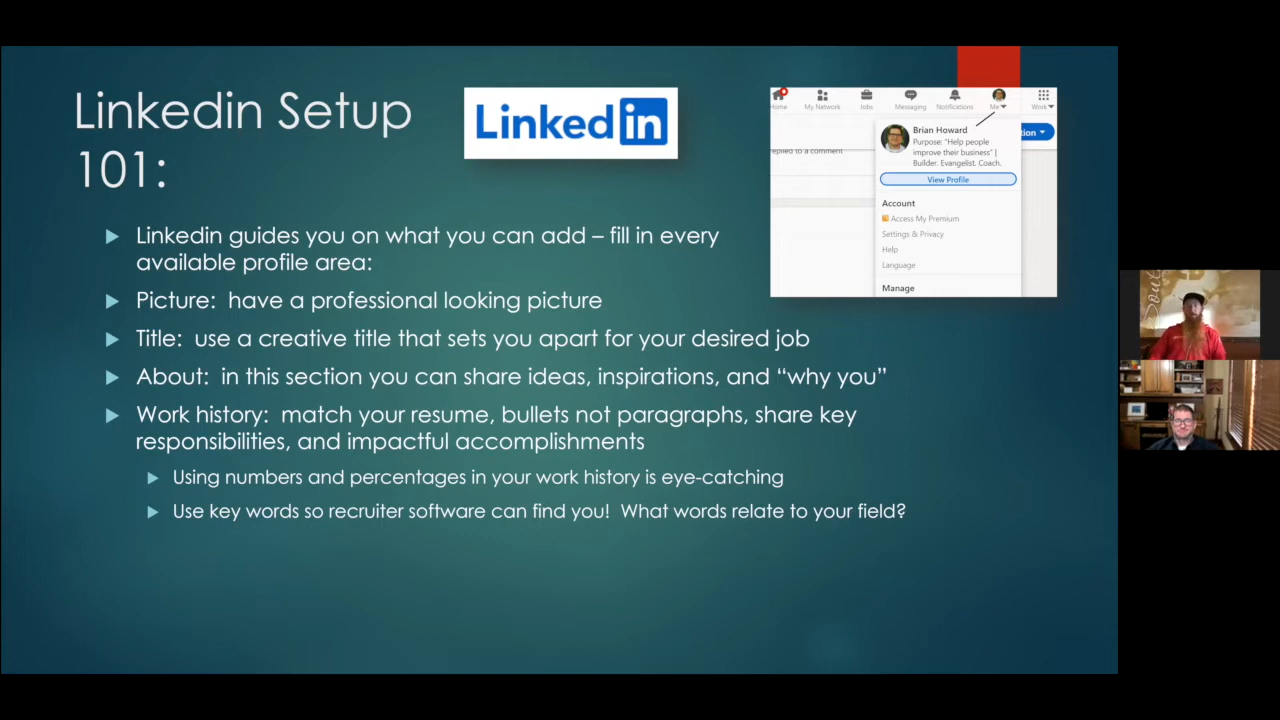 Linkedin Setup
101:
Linkedin
Linkedin guides you on what you can add – fill in every
available profile area:
Picture: have a professional looking picture
Title: use a creative title that sets you apart for your desired job
About: in this section you can share ideas, inspirations, and “why you”
Work history: match your resume, bullets not paragraphs, share key
responsibilities, and impactful accomplishments
Using numbers and percentages in your work history is eye-catching
Use key words so recruiter software can find you! What words relate to your field?
Home My Network Jobs Messaging Notifications Me Work
Brian Howard
Purpose: "Help people
improve their business" |
Builder. Evangelist. Coach.
View Profile
replied to a comment
Account
Access My Premium
Settings & Privacy
Help
Language
Manage
Soul